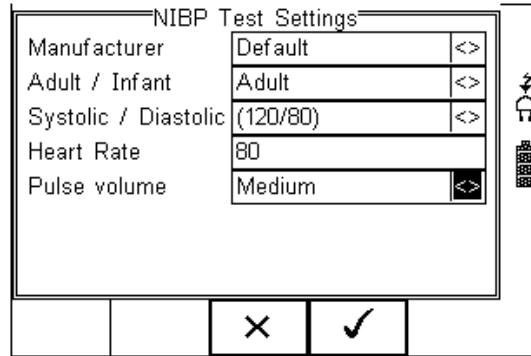 NIBP Test Settings
Manufacturer Default <>
Adult / Infant Adult <>
Systolic / Diastolic (120/80) <>
Heart Rate 80
Pulse volume Medium <>